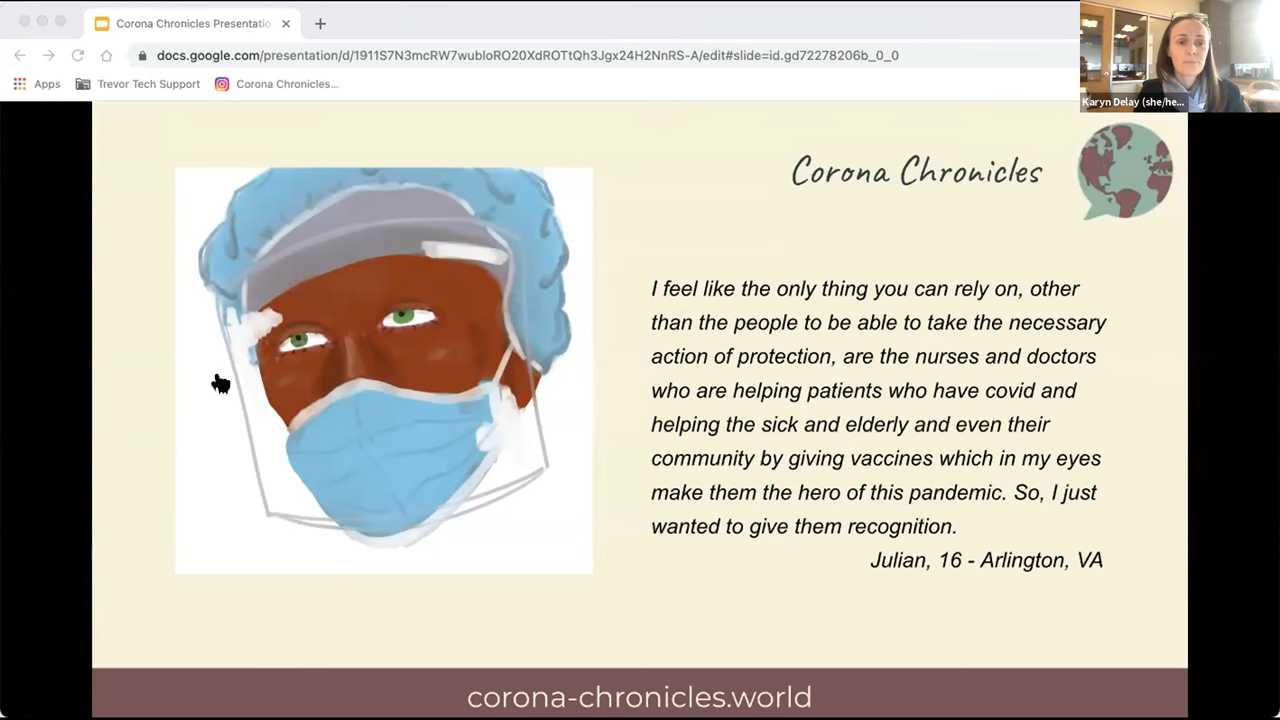 Corona Chronicles Presentatio
docs.google.com/presentation/d/1911S7N3mcRW7wubloRO20XdROTtQh3Jgx24H2NnRS-A/edit#slide=id.gd72278206b_0_0
Apps Trevor Tech Support Corona Chronicles...
Karyn Delay (she/he...
Corona Chronicles
I feel like the only thing you can rely on, other
than the people to be able to take the necessary
action of protection, are the nurses and doctors
who are helping patients who have covid and
helping the sick and elderly and even their
community by giving vaccines which in my eyes
make them the hero of this pandemic. So, I just
wanted to give them recognition.
Julian, 16 - Arlington, VA
corona-chronicles.world